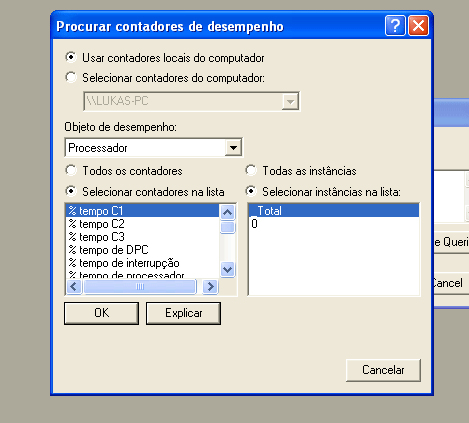 Procurar contadores de desempenho
Usar contadores locais do computador
Selecionar contadores do computador:
\\LUKAS-PC
Objeto de desempenho:
Processador
Todos os contadores
Todas as instâncias
Selecionar contadores na lista
Selecionar instâncias na lista:
% tempo C1
% tempo C2
% tempo C3
% tempo de DPC
% tempo de interrupção
% tempo de processador
_Total
0
OK
Explicar
Cancelar
e Queri
Cancel